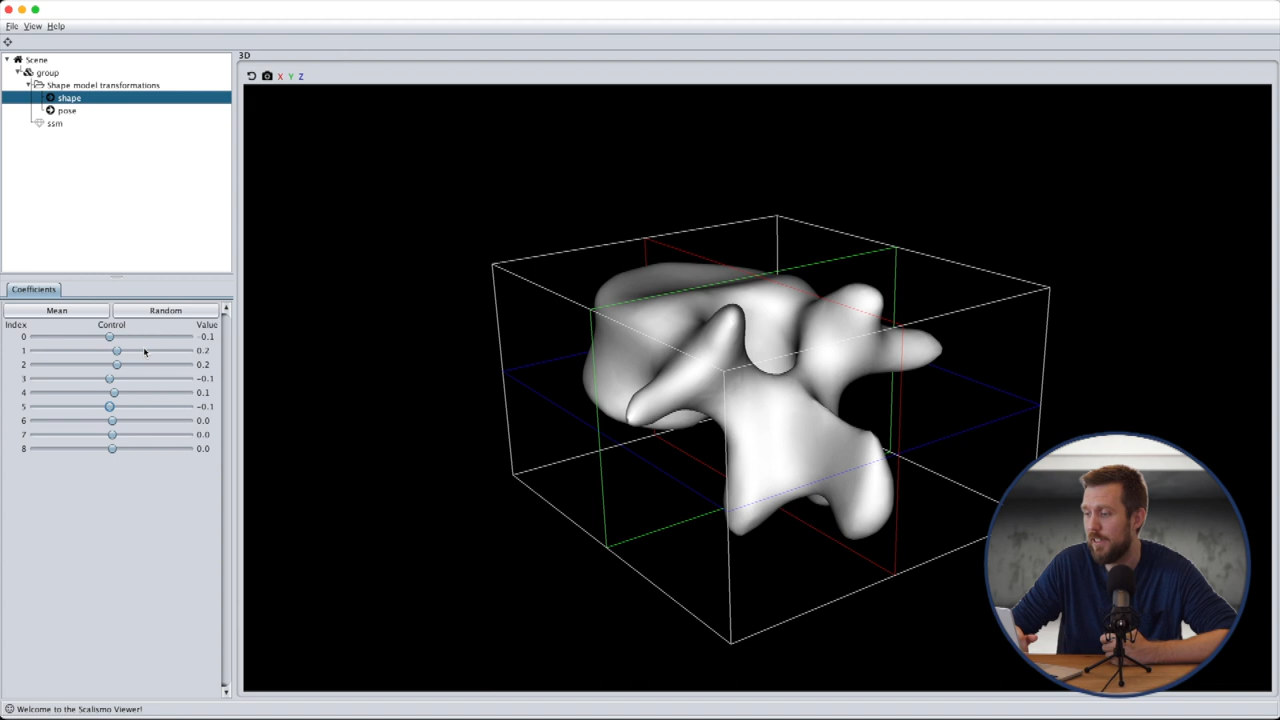 File View Help
Scene
group
Shape model transformations
shape
pose
ssm
3D
X Y Z
Coefficients
Mean Random
Index Control Value
0 -0.1
1 0.2
2 0.2
3 -0.1
4 0.1
5 -0.1
6 0.0
7 0.0
8 0.0
Welcome to the Scalismo Viewer!